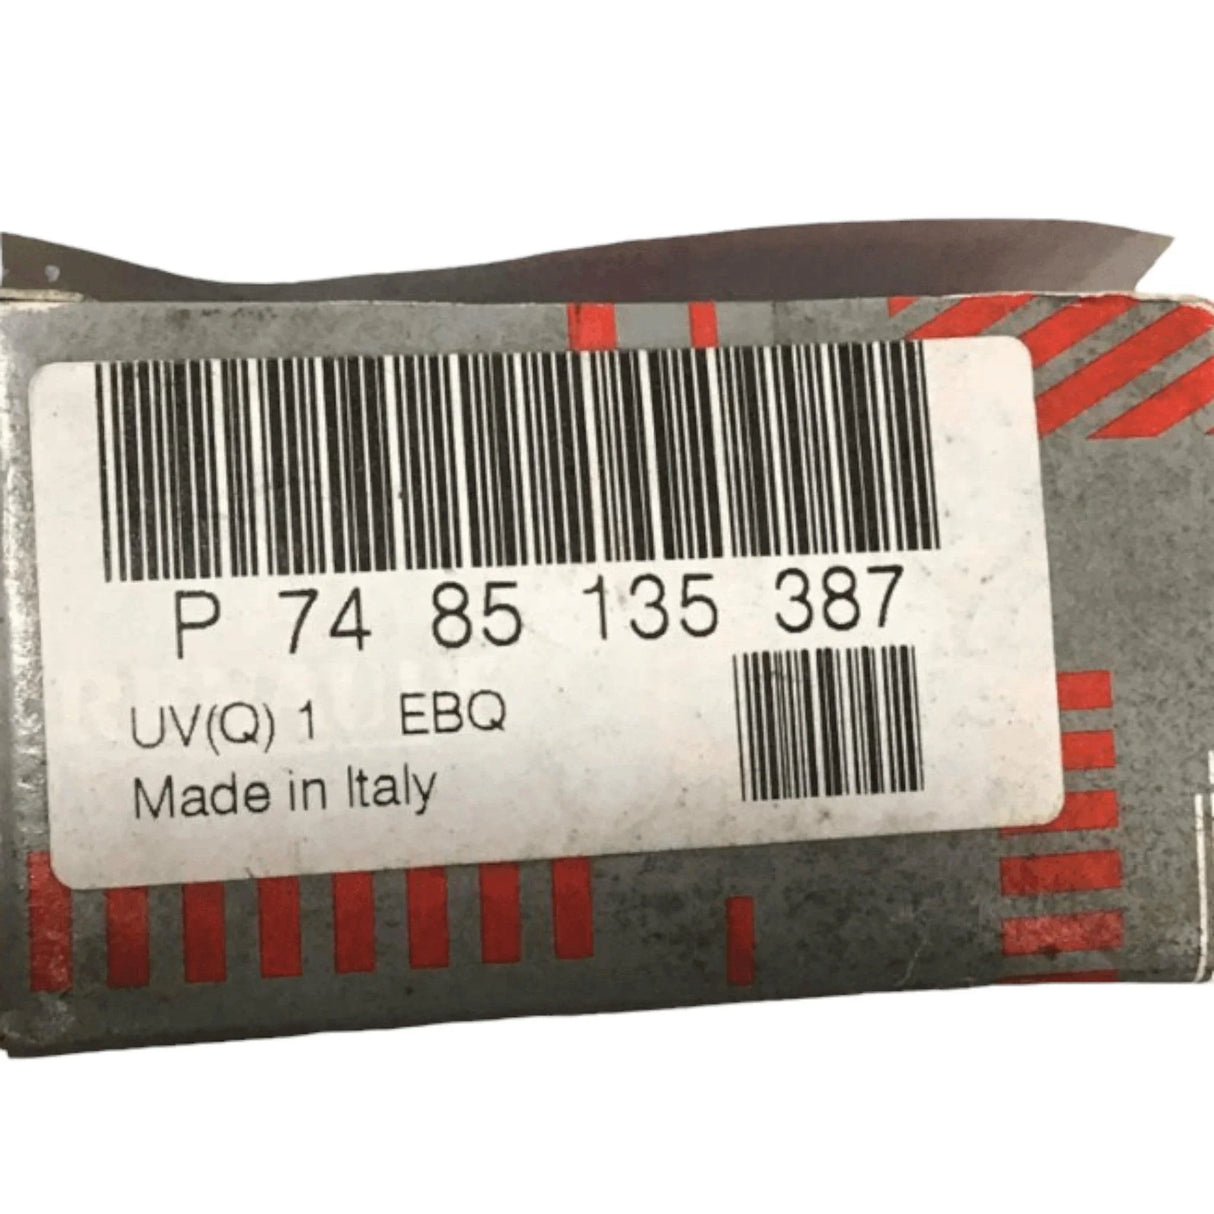 P 74 85 135 387
UV(Q) 1 EBQ
Made in Italy